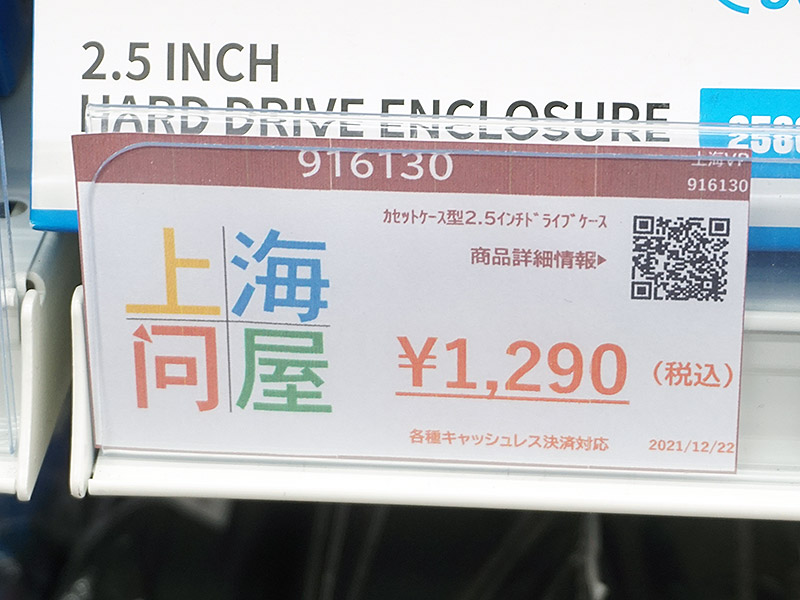 2.5 INCH
HARD DRIVE ENCLOSURE
258
916130
上海VP
916130
カセットケース型2.5インチドライブケース
商品詳細情報▶
上海
问屋
¥1,290（税込）
各種キャッシュレス決済対応
2021/12/22